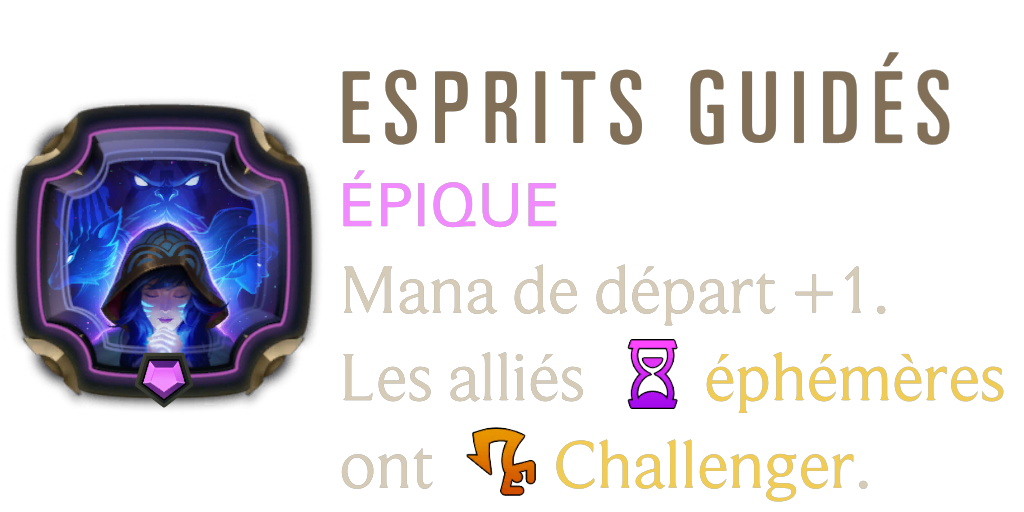 ESPRITS GUIDÉS
ÉPIQUE
Mana de départ +1.
Les alliés éphémères
ont Challenger.